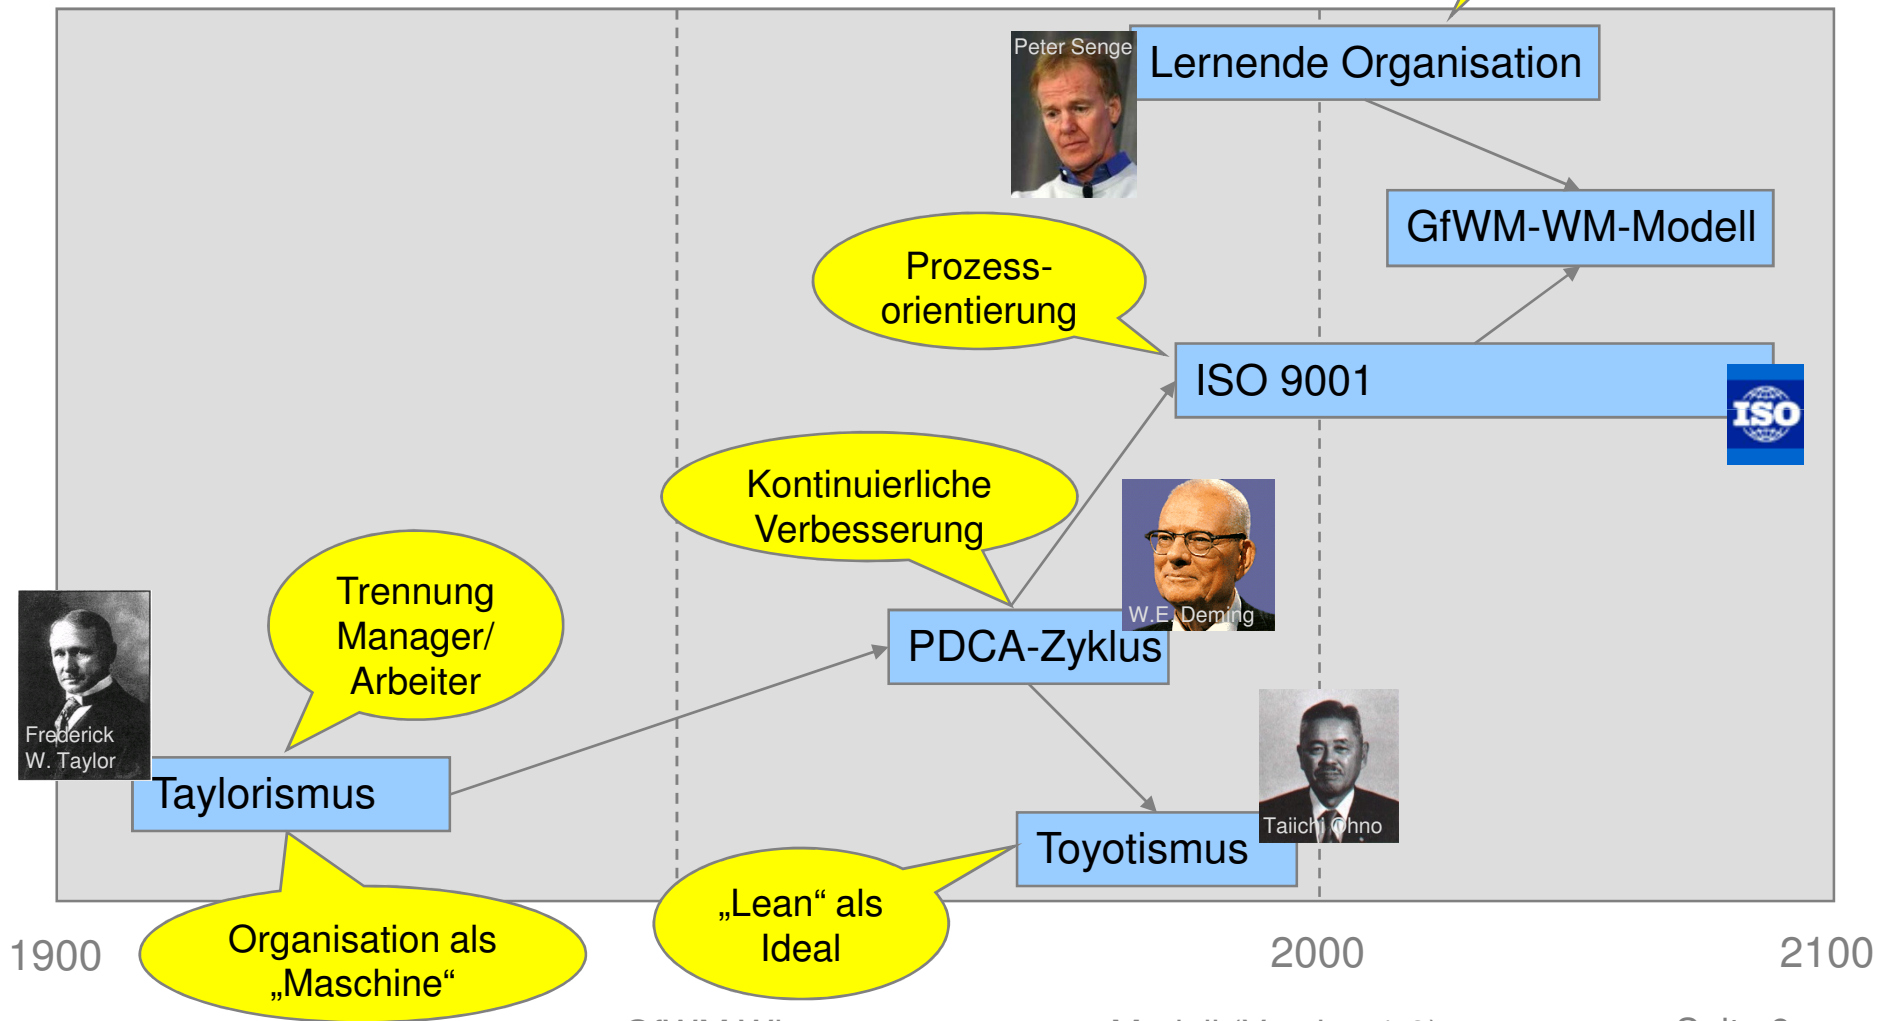 Peter Senge
Lernende Organisation
GfWM-WM-Modell
Prozess-
orientierung
ISO 9001
ISO
Kontinuierliche
Verbesserung
W.E. Deming
PDCA-Zyklus
Trennung
Manager/
Arbeiter
Frederick
W. Taylor
Taylorismus
Taiichi Ohno
Toyotismus
„Lean“ als
Ideal
Organisation als
„Maschine“
1900
2000
2100